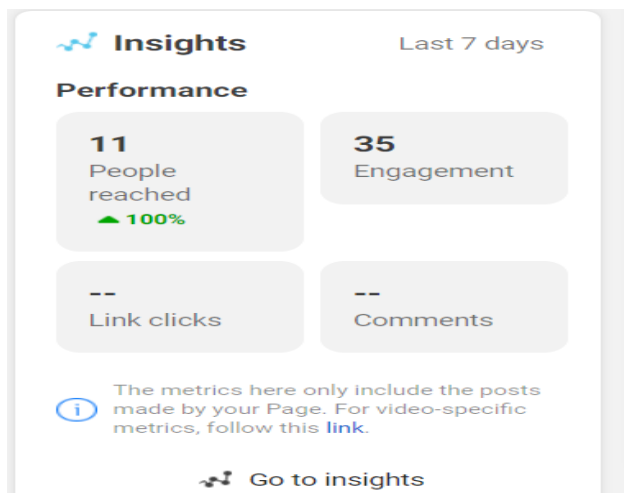 Insights
Last 7 days
Performance
11
People
reached
100%
35
Engagement
--
Link clicks
--
Comments
The metrics here only include the posts
made by your Page. For video-specific
metrics, follow this link.
Go to insights